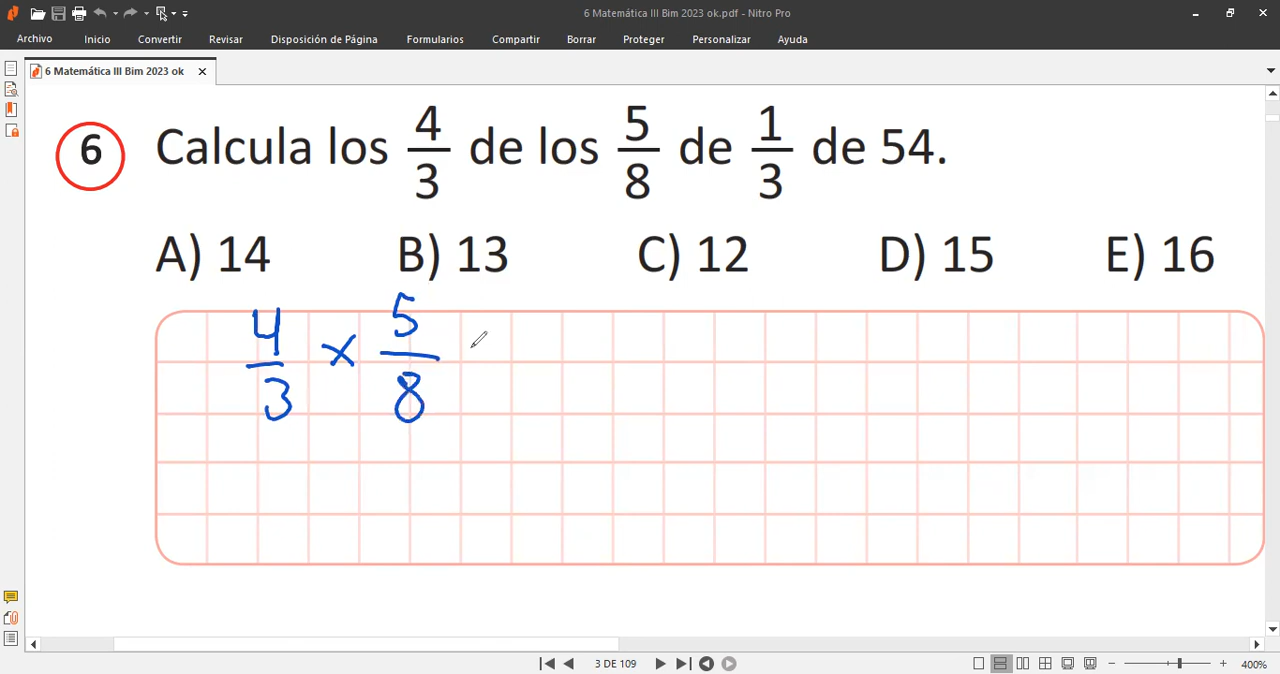 6 Matemática III Bim 2023 ok.pdf - Nitro Pro
Archivo Inicio Convertir Revisar Disposición de Página Formularios Compartir Borrar Proteger Personalizar Ayuda
6 Matemática III Bim 2023 ok
6 Calcula los 4/3 de los 5/8 de 1/3 de 54.
A) 14 B) 13 C) 12 D) 15 E) 16
4/3 × 5/8
3 DE 109 400%